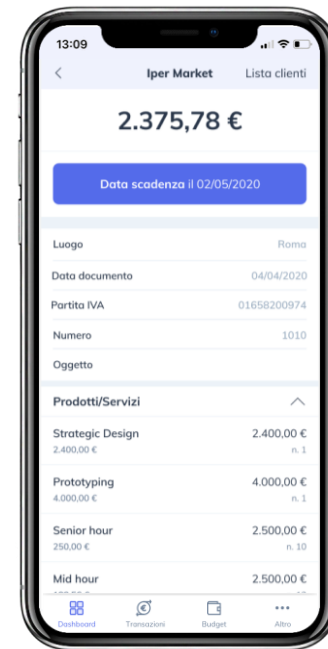 13:09
Iper Market Lista clienti
2.375,78 €
Data scadenza il 02/05/2020
Luogo Roma
Data documento 04/04/2020
Partita IVA 01658200974
Numero 1010
Oggetto
Prodotti/Servizi
Strategic Design 2.400,00 €
2.400,00 € n. 1
Prototyping 4.000,00 €
4.000,00 € n. 1
Senior hour 2.500,00 €
250,00 € n. 10
Mid hour 2.500,00 €
Dashboard Transazioni Budget Altro